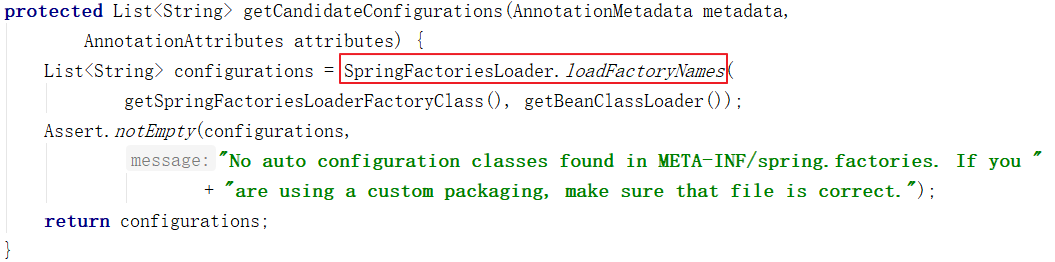 protected List<String> getCandidateConfigurations(AnnotationMetadata metadata,
        AnnotationAttributes attributes) {
    List<String> configurations = SpringFactoriesLoader.loadFactoryNames(
            getSpringFactoriesLoaderFactoryClass(), getBeanClassLoader());
    Assert.notEmpty(configurations,
            message: "No auto configuration classes found in META-INF/spring.factories. If you "
                    + "are using a custom packaging, make sure that file is correct.");
    return configurations;
}